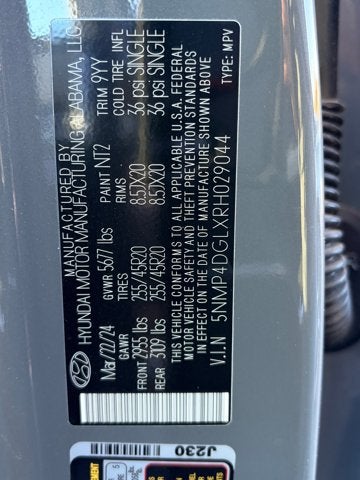 MANUFACTURED BY
HYUNDAI MOTOR MANUFACTURING ALABAMA, LLC
Mar/22/24 GVWR 5677 lbs PAINT NT2 TRIM 9YY
GAWR TIRES RIMS COLD TIRE INFL
FRONT 2955 lbs 255/45R20 8.5JX20 36 psi SINGLE
REAR 3109 lbs 255/45R20 8.5JX20 36 psi SINGLE
THIS VEHICLE CONFORMS TO ALL APPLICABLE U.S.A. FEDERAL
MOTOR VEHICLE SAFETY AND THEFT PREVENTION STANDARDS
IN EFFECT ON THE DATE OF MANUFACTURE SHOWN ABOVE
V.I.N 5NMP4DGLXRH029044 TYPE: MPV
J230